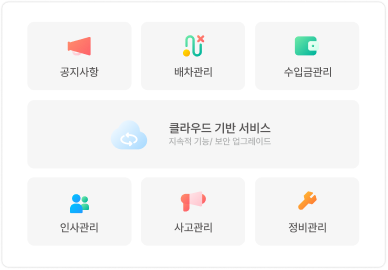 공지사항
배차관리
수입금관리
클라우드 기반 서비스
지속적 기능/ 보안 업그레이드
인사관리
사고관리
정비관리